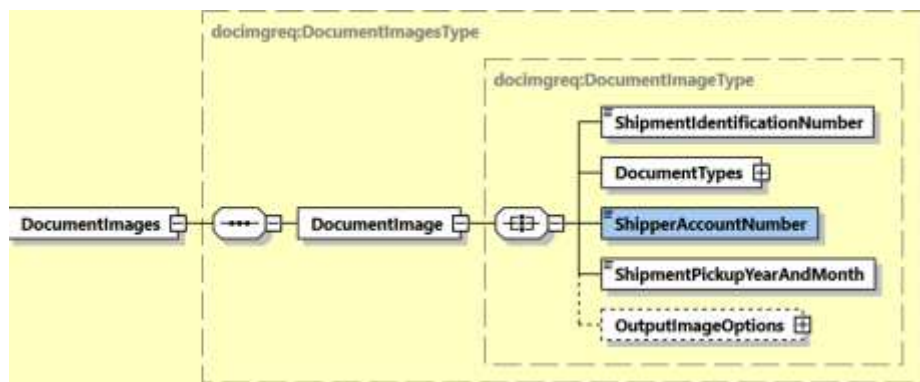 docimgreq:DocumentImagesType
docimgreq:DocumentImageType
ShipmentIdentificationNumber
DocumentTypes
DocumentImages
DocumentImage
ShipperAccountNumber
ShipmentPickupYearAndMonth
OutputImageOptions